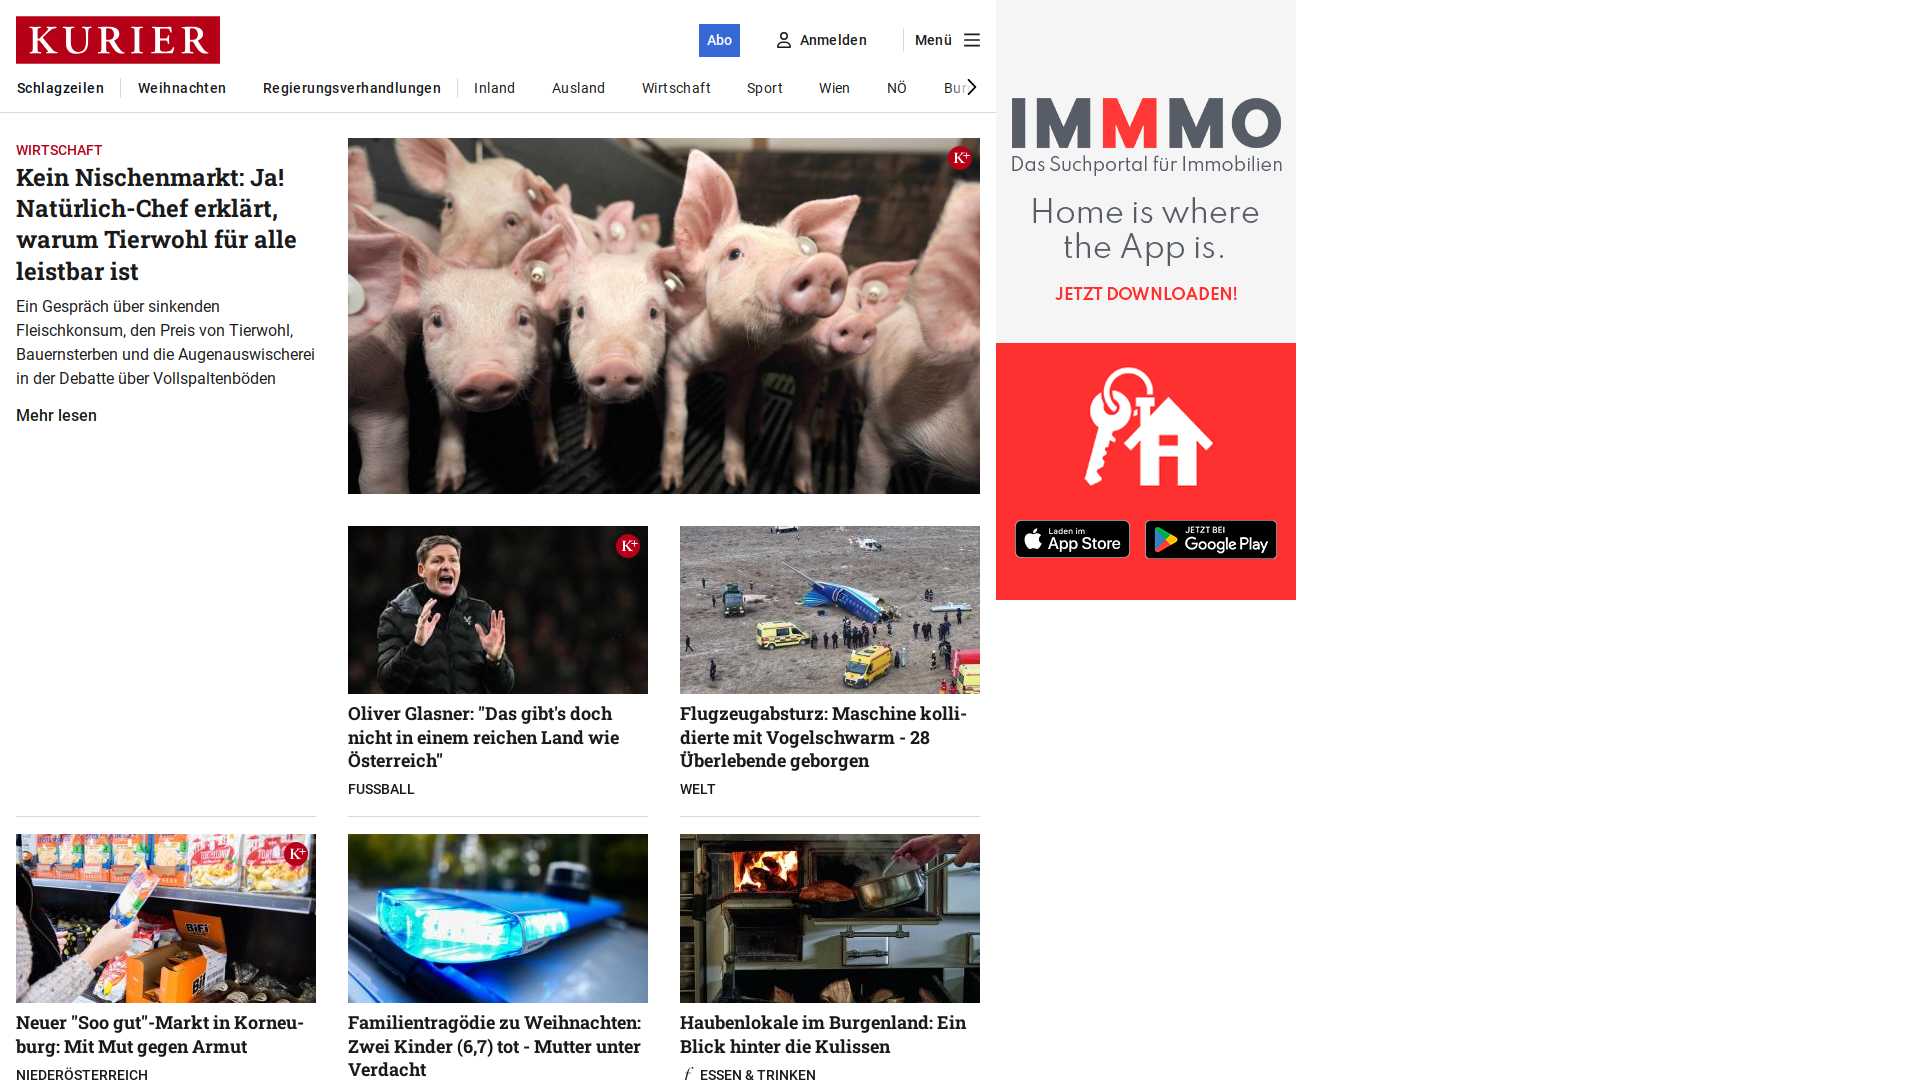 KURIER
Abo
Anmelden
Menü
Schlagzeilen
Weihnachten
Regierungsverhandlungen
Inland
Ausland
Wirtschaft
Sport
Wien
NÖ
Bur
WIRTSCHAFT
Kein Nischenmarkt: Ja!
Natürlich-Chef erklärt,
warum Tierwohl für alle
leistbar ist
Ein Gespräch über sinkenden
Fleischkonsum, den Preis von Tierwohl,
Bauernsterben und die Augenauswischerei
in der Debatte über Vollspaltenböden
Mehr lesen
K+
K+
Oliver Glasner: "Das gibt's doch
nicht in einem reichen Land wie
Österreich"
FUSSBALL
Flugzeugabsturz: Maschine kolli-
dierte mit Vogelschwarm - 28
Überlebende geborgen
WELT
K+
BiFi
Neuer "Soo gut"-Markt in Korneu-
burg: Mit Mut gegen Armut
NIEDERÖSTERREICH
Familientragödie zu Weihnachten:
Zwei Kinder (6,7) tot - Mutter unter
Verdacht
Haubenlokale im Burgenland: Ein
Blick hinter die Kulissen
f ESSEN & TRINKEN
IMMMO
Das Suchportal für Immobilien
Home is where
the App is.
JETZT DOWNLOADEN!
Laden im
App Store
JETZT BEI
Google Play